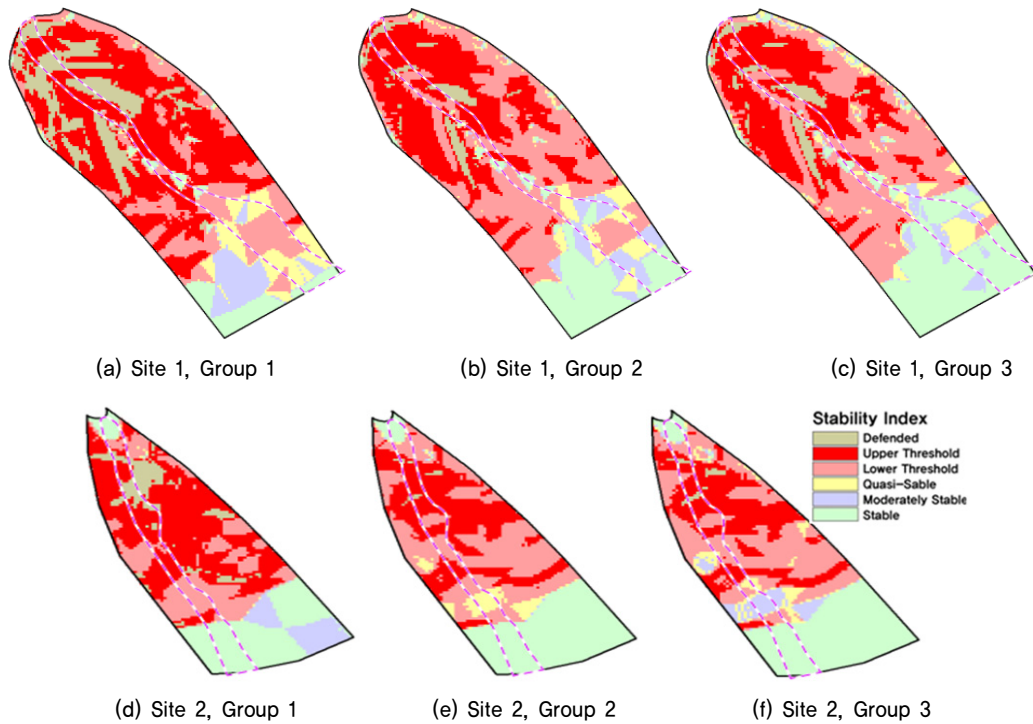 (a) Site 1, Group 1
(b) Site 1, Group 2
(c) Site 1, Group 3
Stability Index
Defended
Upper Threshold
Lower Threshold
Quasi-Sable
Moderately Stable
Stable
(d) Site 2, Group 1
(e) Site 2, Group 2
(f) Site 2, Group 3